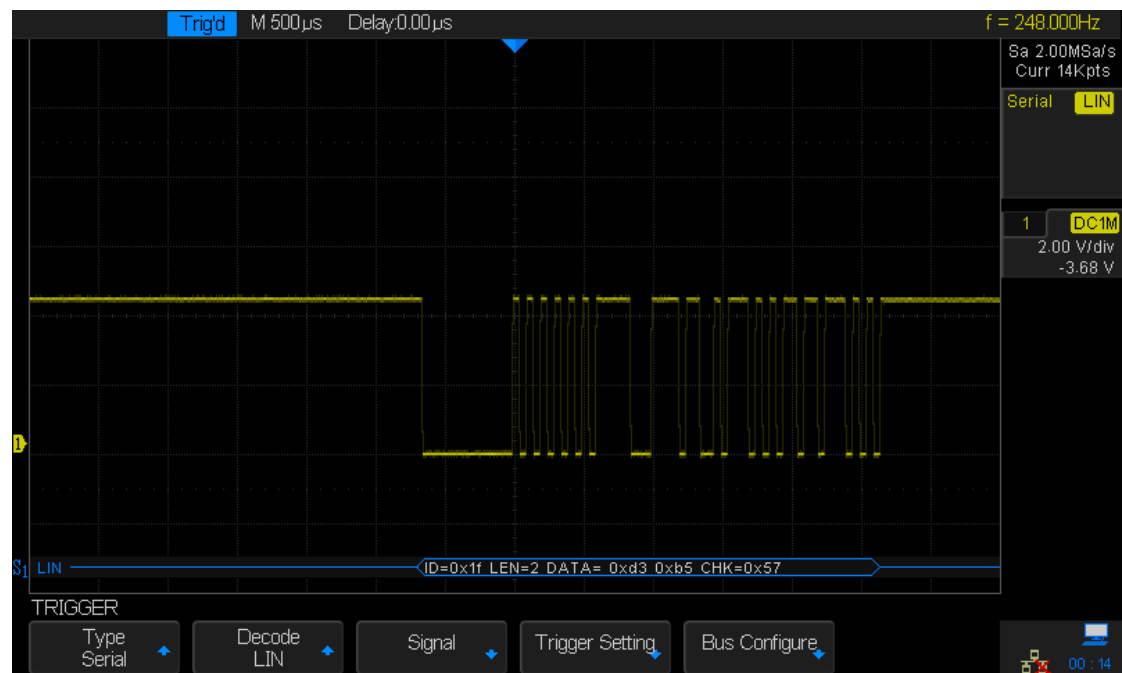 Trig'd M 500µs Delay:0.00µs f = 248.000Hz
Sa 2.00MSa/s
Curr 14Kpts
Serial LIN
1 DC1M
2.00 V/div
-3.68 V
1
S1 LIN ID=0x1f LEN=2 DATA= 0xd3 0xb5 CHK=0x57
TRIGGER
Type
Serial
Decode
LIN
Signal
Trigger Setting
Bus Configure
00 : 14